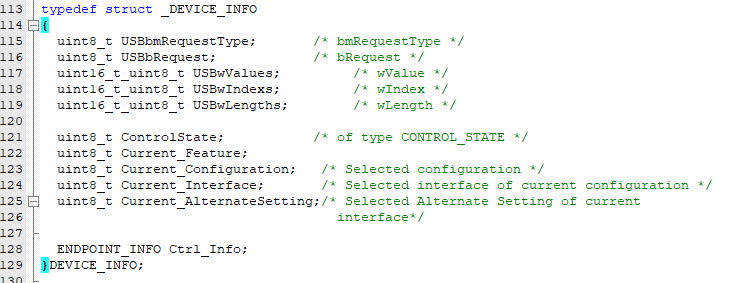 113 typedef struct _DEVICE_INFO
114 {
115   uint8_t USBbmRequestType;       /* bmRequestType */
116   uint8_t USBbRequest;            /* bRequest */
117   uint16_t_uint8_t USBwValues;         /* wValue */
118   uint16_t_uint8_t USBwIndexs;         /* wIndex */
119   uint16_t_uint8_t USBwLengths;        /* wLength */
120
121   uint8_t ControlState;           /* of type CONTROL_STATE */
122   uint8_t Current_Feature;
123   uint8_t Current_Configuration;   /* Selected configuration */
124   uint8_t Current_Interface;       /* Selected interface of current configuration */
125   uint8_t Current_AlternateSetting;/* Selected Alternate Setting of current
126                                      interface*/
127
128   ENDPOINT_INFO Ctrl_Info;
129 }DEVICE_INFO;
130